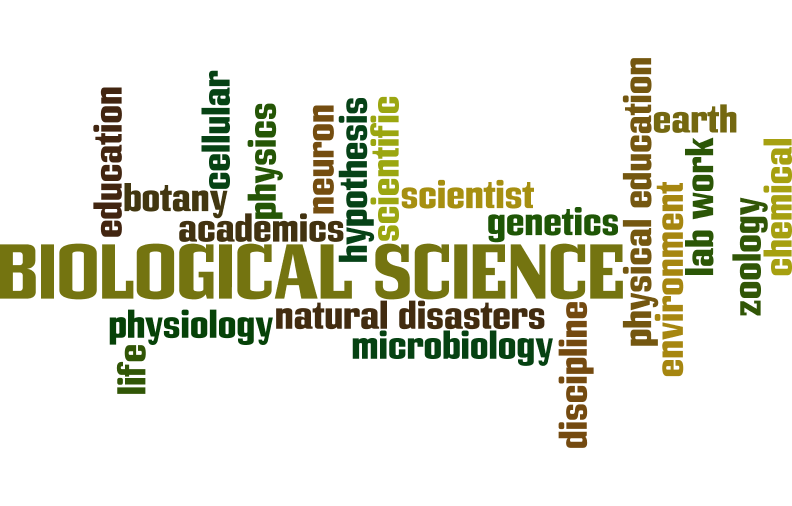 education
cellular
botany
physics
academics
neuron
hypothesis
scientific
scientist
genetics
physical education
earth
lab work
environment
zoology
chemical
BIOLOGICAL SCIENCE
physiology
natural disasters
microbiology
discipline
life